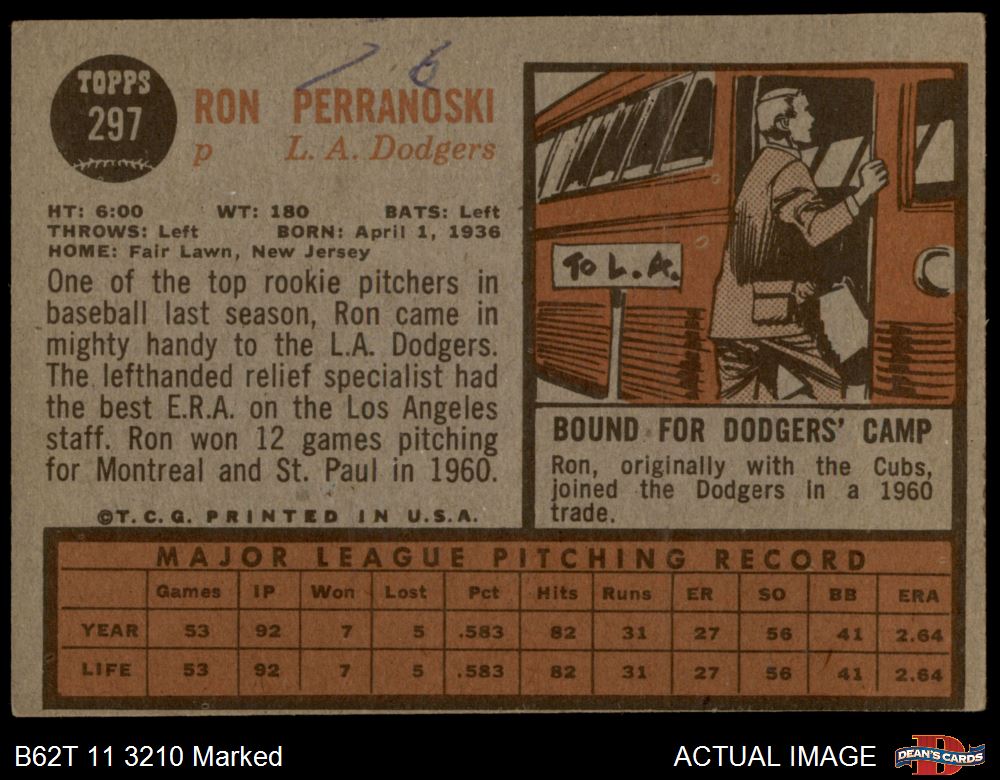 7 6
TOPPS
297
RON PERRANOSKI
p L. A. Dodgers
HT: 6:00 WT: 180 BATS: Left
THROWS: Left BORN: April 1, 1936
HOME: Fair Lawn, New Jersey
One of the top rookie pitchers in
baseball last season, Ron came in
mighty handy to the L.A. Dodgers.
The lefthanded relief specialist had
the best E.R.A. on the Los Angeles
staff. Ron won 12 games pitching
for Montreal and St. Paul in 1960.
©T. C. G. PRINTED IN U.S.A.
To L.A.
BOUND FOR DODGERS' CAMP
Ron, originally with the Cubs,
joined the Dodgers in a 1960
trade.
MAJOR LEAGUE PITCHING RECORD
Games IP Won Lost Pct Hits Runs ER SO BB ERA
YEAR 53 92 7 5 .583 82 31 27 56 41 2.64
LIFE 53 92 7 5 .583 82 31 27 56 41 2.64
B62T 11 3210 Marked
ACTUAL IMAGE
DEAN'S CARDS